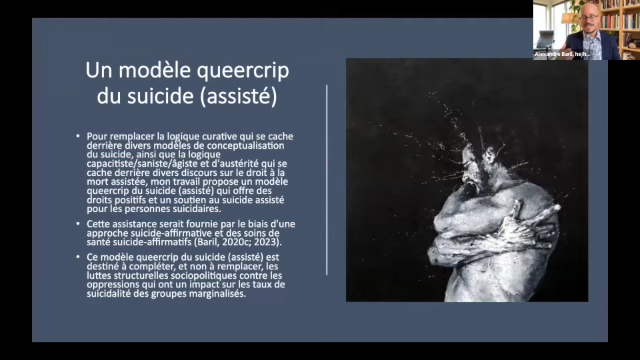 Un modèle queercrip
du suicide (assisté)
• Pour remplacer la logique curative qui se cache
derrière divers modèles de conceptualisation
du suicide, ainsi que la logique
capacitiste/saniste/âgiste et d'austérité qui se
cache derrière divers discours sur le droit à la
mort assistée, mon travail propose un modèle
queercrip du suicide (assisté) qui offre des
droits positifs et un soutien au suicide assisté
pour les personnes suicidaires.
• Cette assistance serait fournie par le biais d'une
approche suicide-affirmative et des soins de
santé suicide-affirmatifs (Baril, 2020c; 2023).
• Ce modèle queercrip du suicide (assisté) est
destiné à compléter, et non à remplacer, les
luttes structurelles sociopolitiques contre les
oppressions qui ont un impact sur les taux de
suicidalité des groupes marginalisés.
Alexandre Baril, he/h...